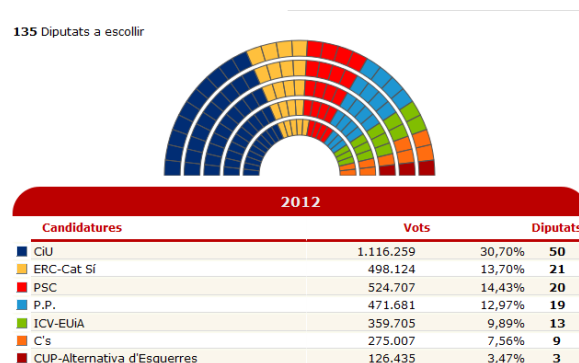 135 Diputats a escollir
2012
Candidatures Vots Diputats
CiU 1.116.259 30,70% 50
ERC-Cat Sí 498.124 13,70% 21
PSC 524.707 14,43% 20
P.P. 471.681 12,97% 19
ICV-EUiA 359.705 9,89% 13
C's 275.007 7,56% 9
CUP-Alternativa d'Esquerres 126.435 3,47% 3